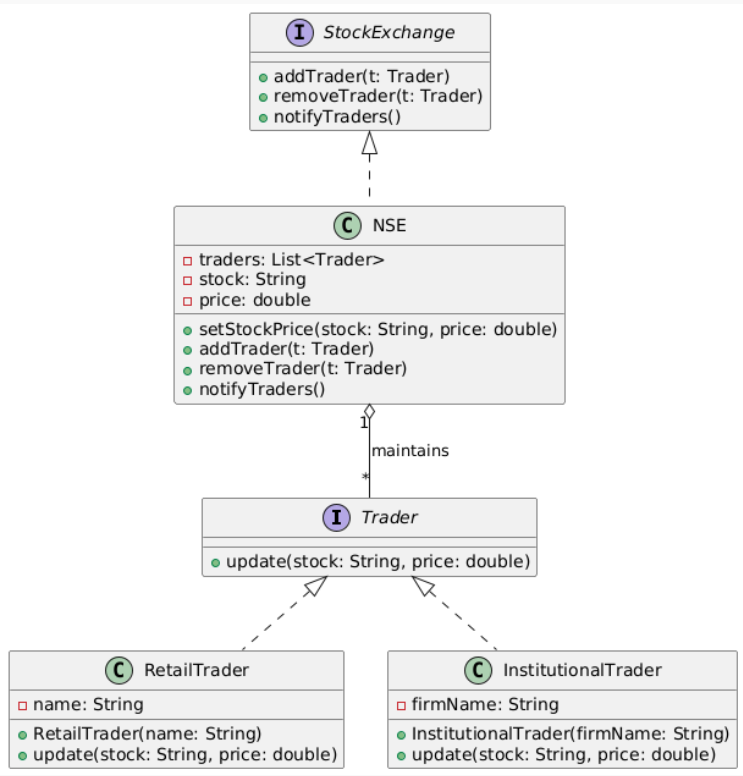 I StockExchange
addTrader(t: Trader)
removeTrader(t: Trader)
notifyTraders()
C NSE
traders: List<Trader>
stock: String
price: double
setStockPrice(stock: String, price: double)
addTrader(t: Trader)
removeTrader(t: Trader)
notifyTraders()
1
maintains
*
I Trader
update(stock: String, price: double)
C RetailTrader
name: String
RetailTrader(name: String)
update(stock: String, price: double)
C InstitutionalTrader
firmName: String
InstitutionalTrader(firmName: String)
update(stock: String, price: double)